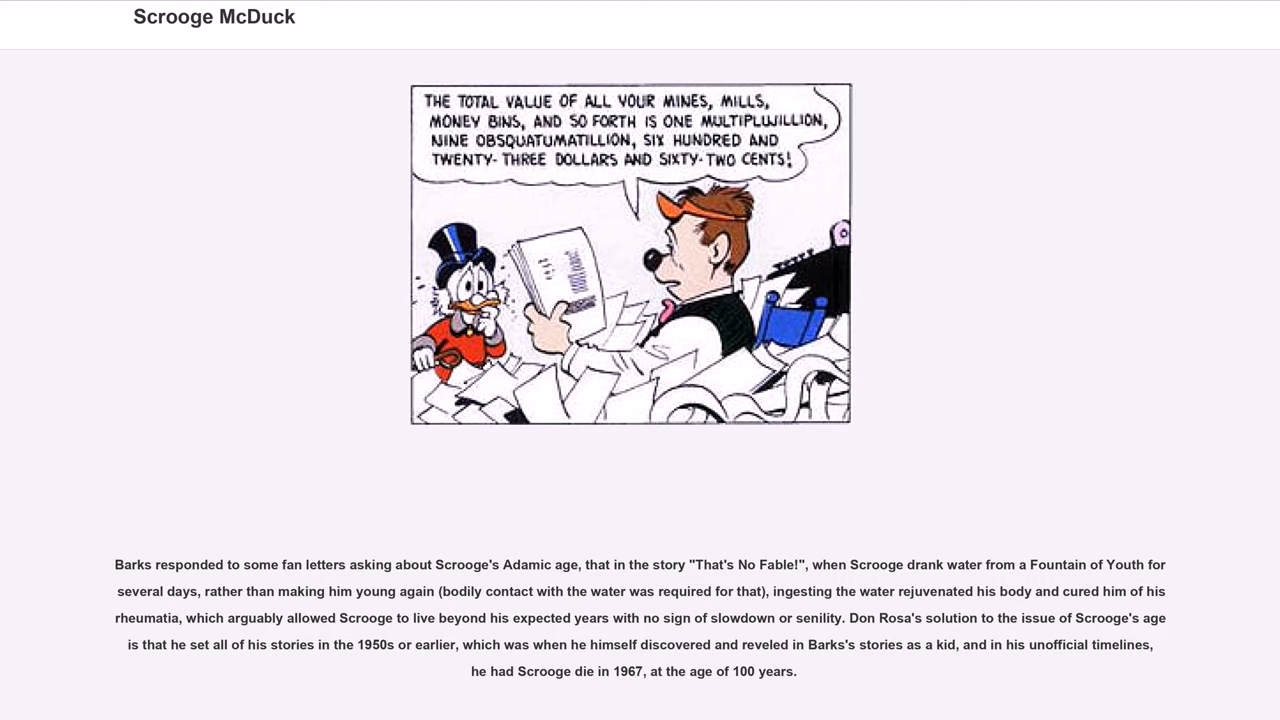 Scrooge McDuck
THE TOTAL VALUE OF ALL YOUR MINES, MILLS,
MONEY BINS, AND SO FORTH IS ONE MULTIPLUJILLION,
NINE OBSQUATUMATILLION, SIX HUNDRED AND
TWENTY-THREE DOLLARS AND SIXTY-TWO CENTS!
Barks responded to some fan letters asking about Scrooge's Adamic age, that in the story "That's No Fable!", when Scrooge drank water from a Fountain of Youth for
several days, rather than making him young again (bodily contact with the water was required for that), ingesting the water rejuvenated his body and cured him of his
rheumatia, which arguably allowed Scrooge to live beyond his expected years with no sign of slowdown or senility. Don Rosa's solution to the issue of Scrooge's age
is that he set all of his stories in the 1950s or earlier, which was when he himself discovered and reveled in Barks's stories as a kid, and in his unofficial timelines,
he had Scrooge die in 1967, at the age of 100 years.